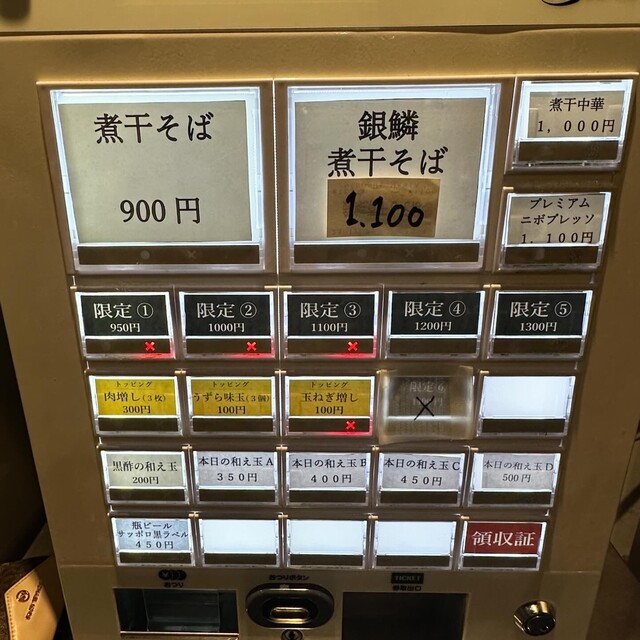 煮干そば
900円
銀鱗
煮干そば
1.100
煮干中華
1,000円
プレミアム
ニボプレッソ
1,100円
限定①
950円
限定②
1000円
限定③
1100円
限定④
1200円
限定⑤
1300円
トッピング
肉増し(3枚)
300円
トッピング
うずら味玉(3個)
100円
トッピング
玉ねぎ増し
100円
黒酢の和え玉
200円
本日の和え玉A
350円
本日の和え玉B
400円
本日の和え玉C
450円
本日の和え玉D
500円
瓶ビール
サッポロ黒ラベル
450円
領収証
おつり
おつりボタン
TICKET